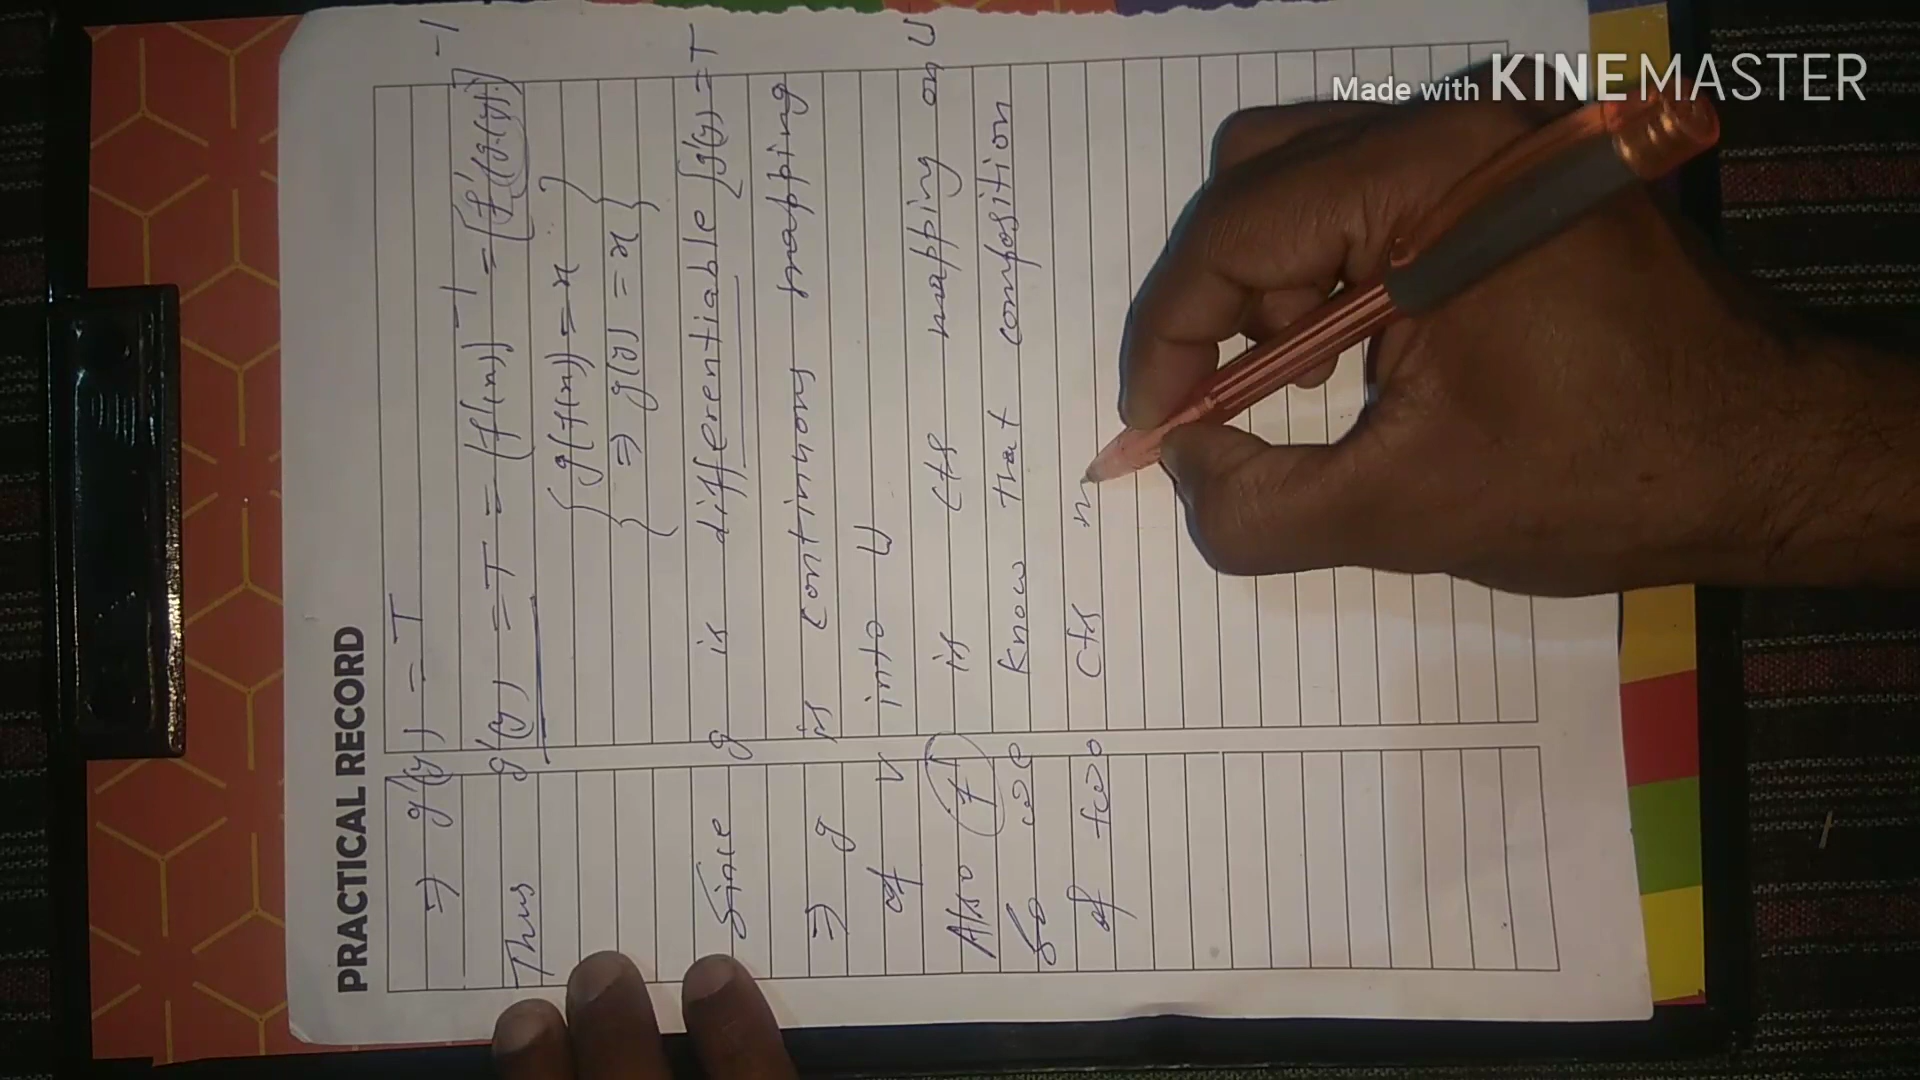 Made with KINEMASTER
PRACTICAL RECORD
⇒ g'(y) = T
Thus g'(y) = T = [f'(x)]⁻¹ = [f'(g(y))]⁻¹
{g(f(x)) = x}
{⇒ g(y) = x}
Since g is differentiable {g'(y) = T
⇒ g is continuous mapping
of V into U
Also f is cts mapping on U
So we know that composition
of two cts m